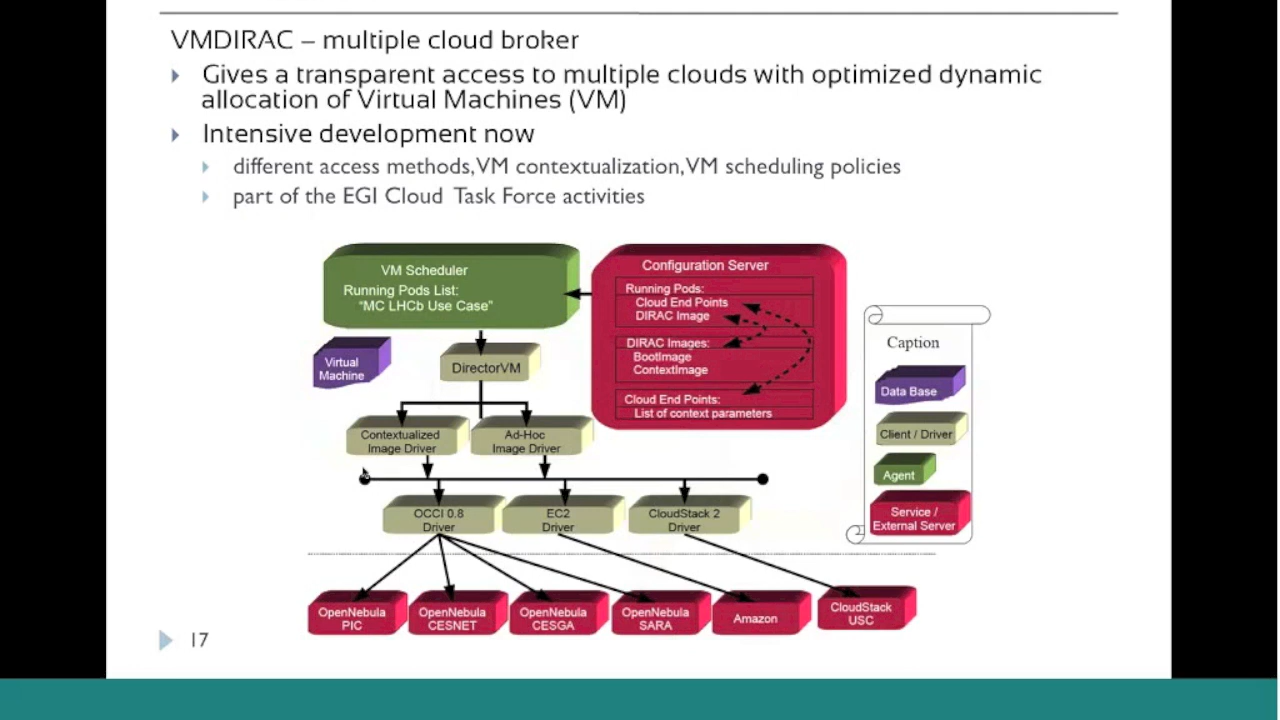 VMDIRAC – multiple cloud broker
Gives a transparent access to multiple clouds with optimized dynamic
allocation of Virtual Machines (VM)
Intensive development now
different access methods, VM contextualization, VM scheduling policies
part of the EGI Cloud Task Force activities
VM Scheduler
Running Pods List:
"MC LHCb Use Case"
Configuration Server
Running Pods:
Cloud End Points
DIRAC Image
DIRAC Images:
BootImage
ContextImage
Cloud End Points:
List of context parameters
Virtual
Machine
DirectorVM
Contextualized
Image Driver
Ad-Hoc
Image Driver
OCCI 0.8
Driver
EC2
Driver
CloudStack 2
Driver
OpenNebula
PIC
OpenNebula
CESNET
OpenNebula
CESGA
OpenNebula
SARA
Amazon
CloudStack
USC
Caption
Data Base
Client / Driver
Agent
Service /
External Server
17